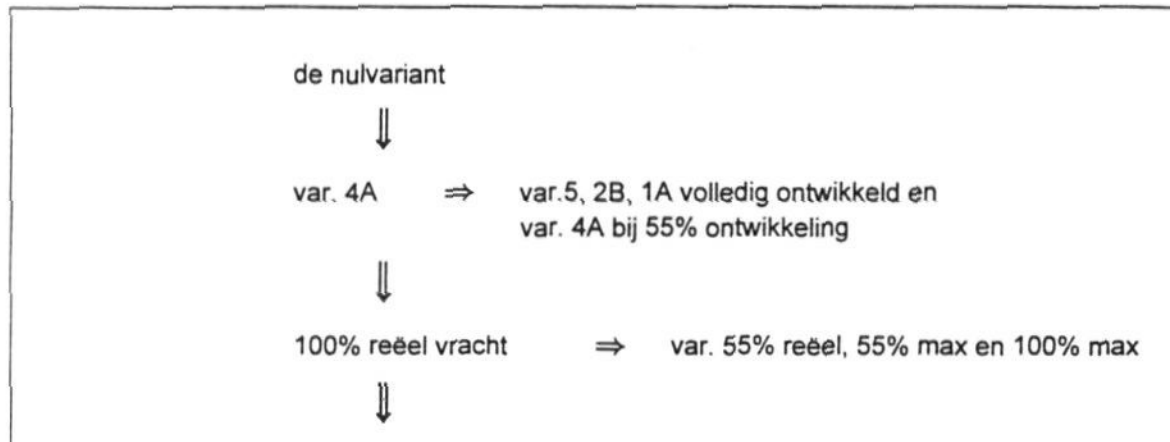 de nulvariant
⇓
var. 4A ⇒ var.5, 2B, 1A volledig ontwikkeld en
var. 4A bij 55% ontwikkeling
⇓
100% reëel vracht ⇒ var. 55% reëel, 55% max en 100% max
⇓